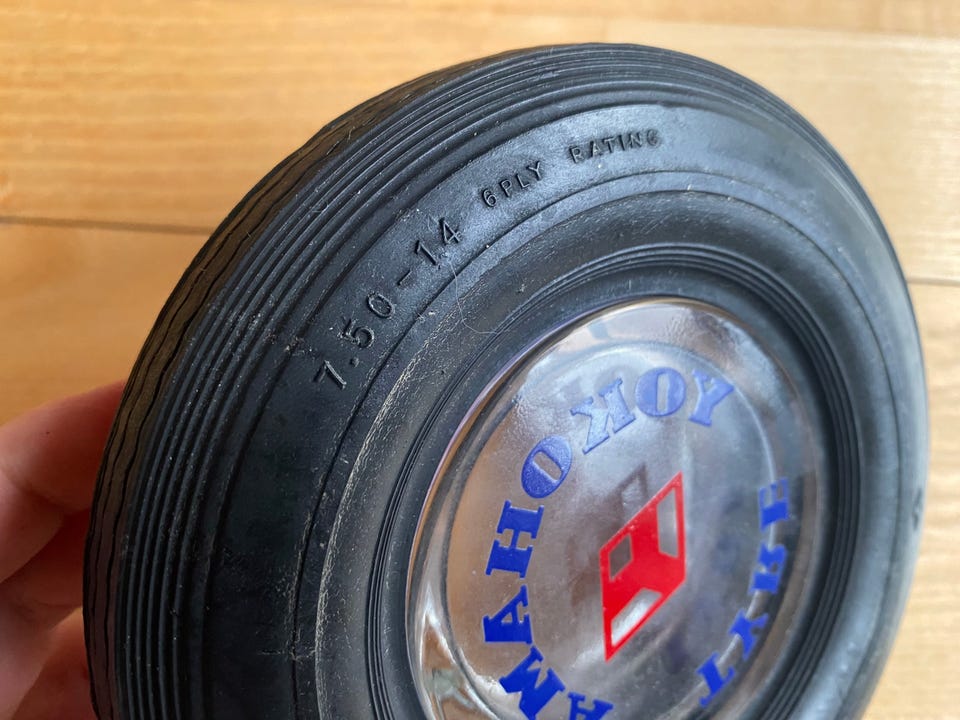 7.50-14 6PLY RATING
YOKOHAMA
TYRE